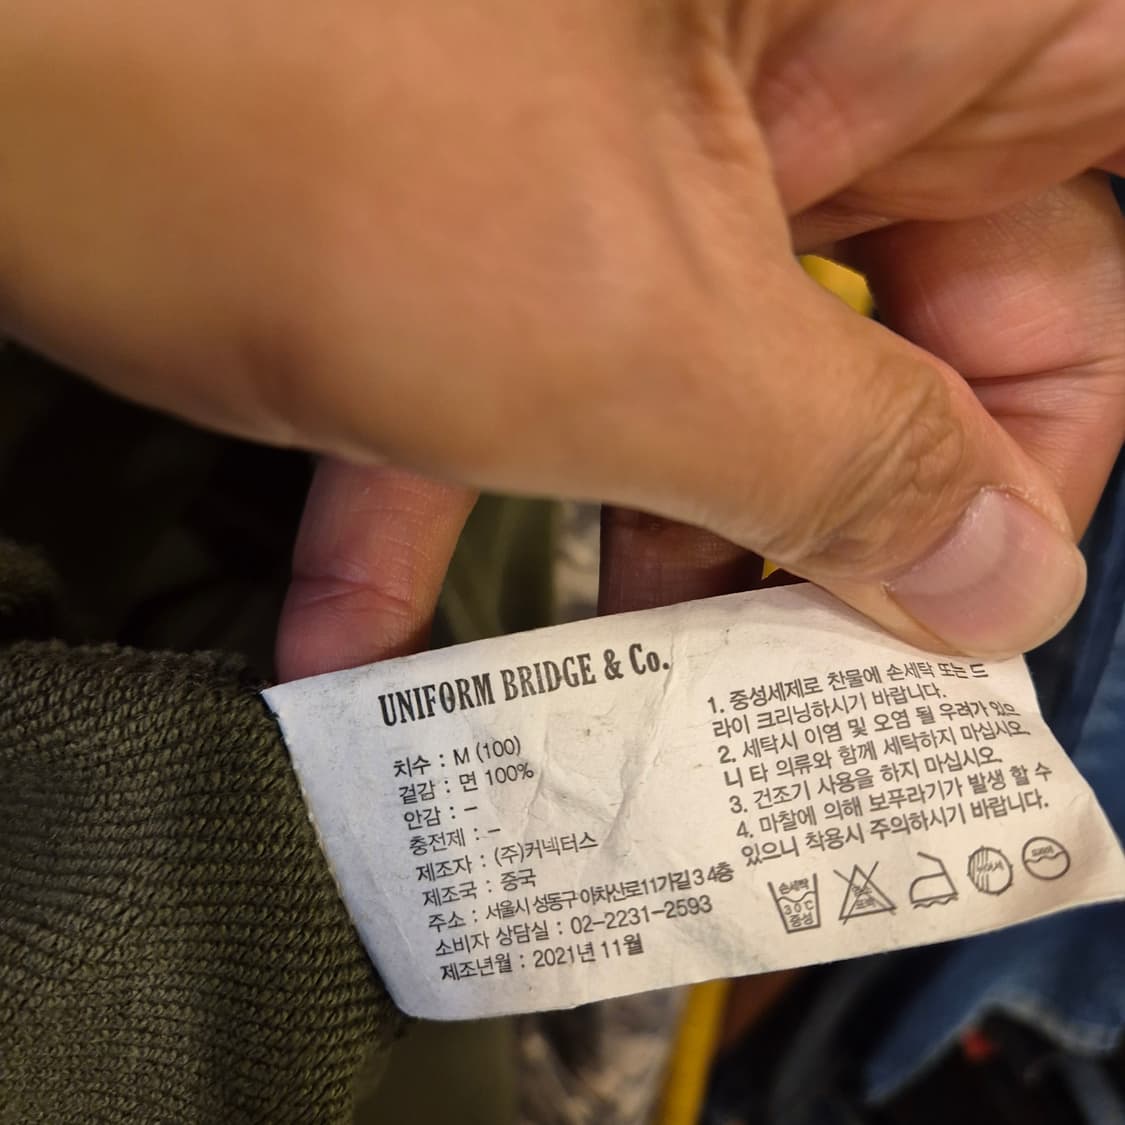 UNIFORM BRIDGE & Co.
치수 : M (100)
겉감 : 면 100%
안감 : -
충전제 : -
제조자 : (주)커넥터스
제조국 : 중국
주소 : 서울시 성동구 아차산로11가길 3 4층
소비자 상담실 : 02-2231-2593
제조년월 : 2021년 11월
1. 중성세제로 찬물에 손세탁 또는 드
라이 크리닝하시기 바랍니다.
2. 세탁시 이염 및 오염 될 우려가 있은
니 타 의류와 함께 세탁하지 마십시오.
3. 건조기 사용을 하지 마십시오.
4. 마찰에 의해 보푸라기가 발생 할 수
있으니 착용시 주의하시기 바랍니다.
손세탁
30℃
중성